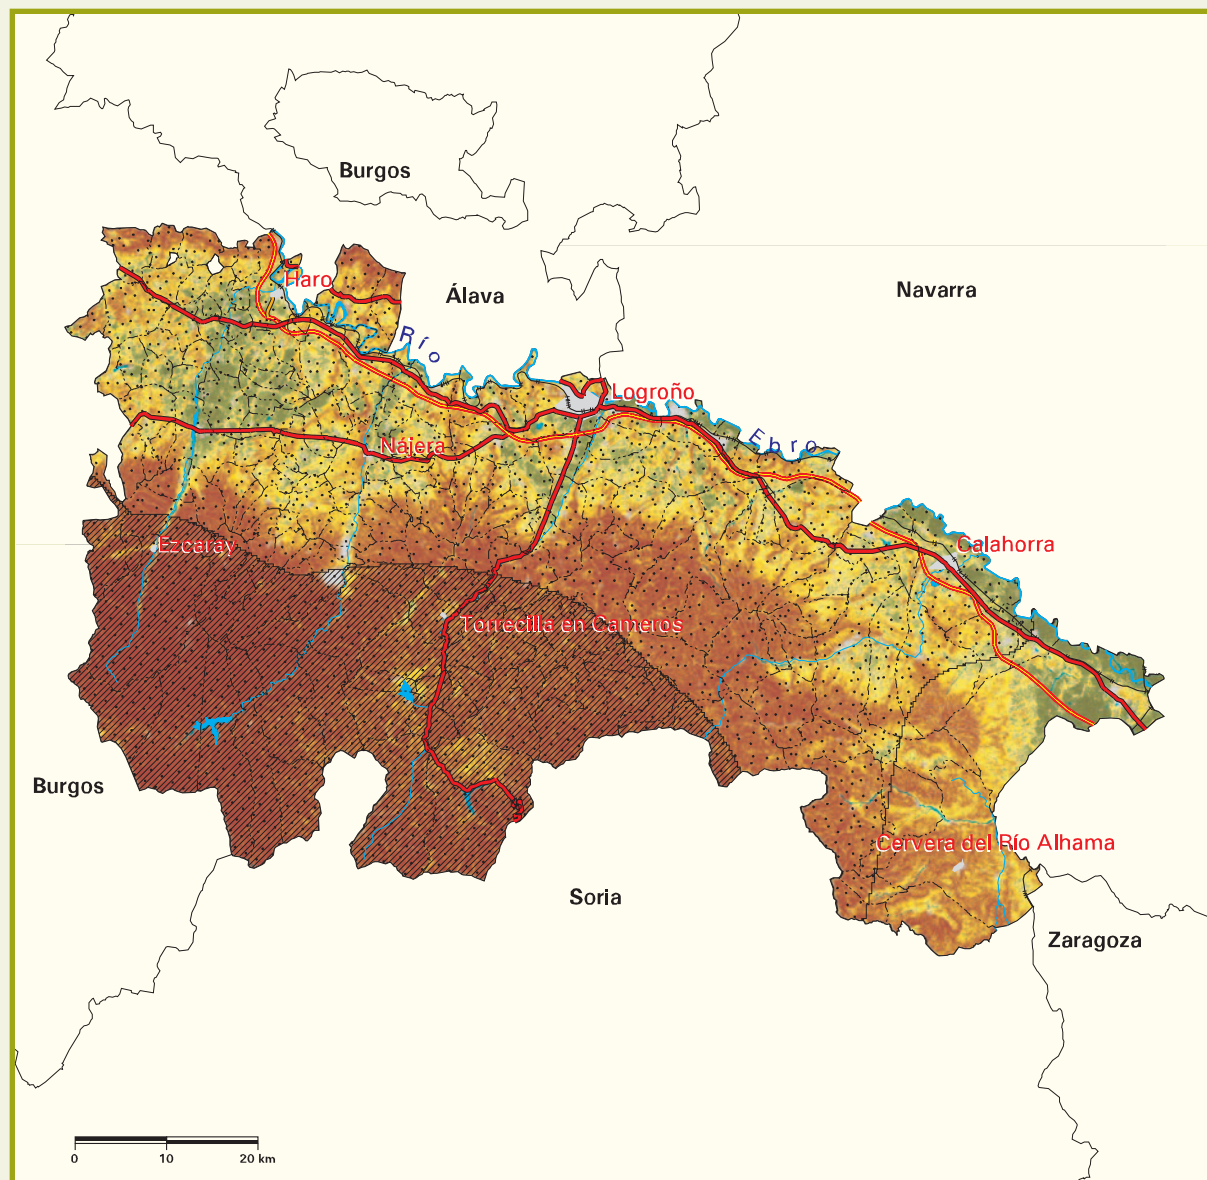 Burgos
Haro
Álava
Navarra
Río
Logroño
Ebro
Nájera
Ezcaray
Calahorra
Torrecilla en Cameros
Burgos
Cervera del Río Alhama
Soria
Zaragoza
0 10 20 km